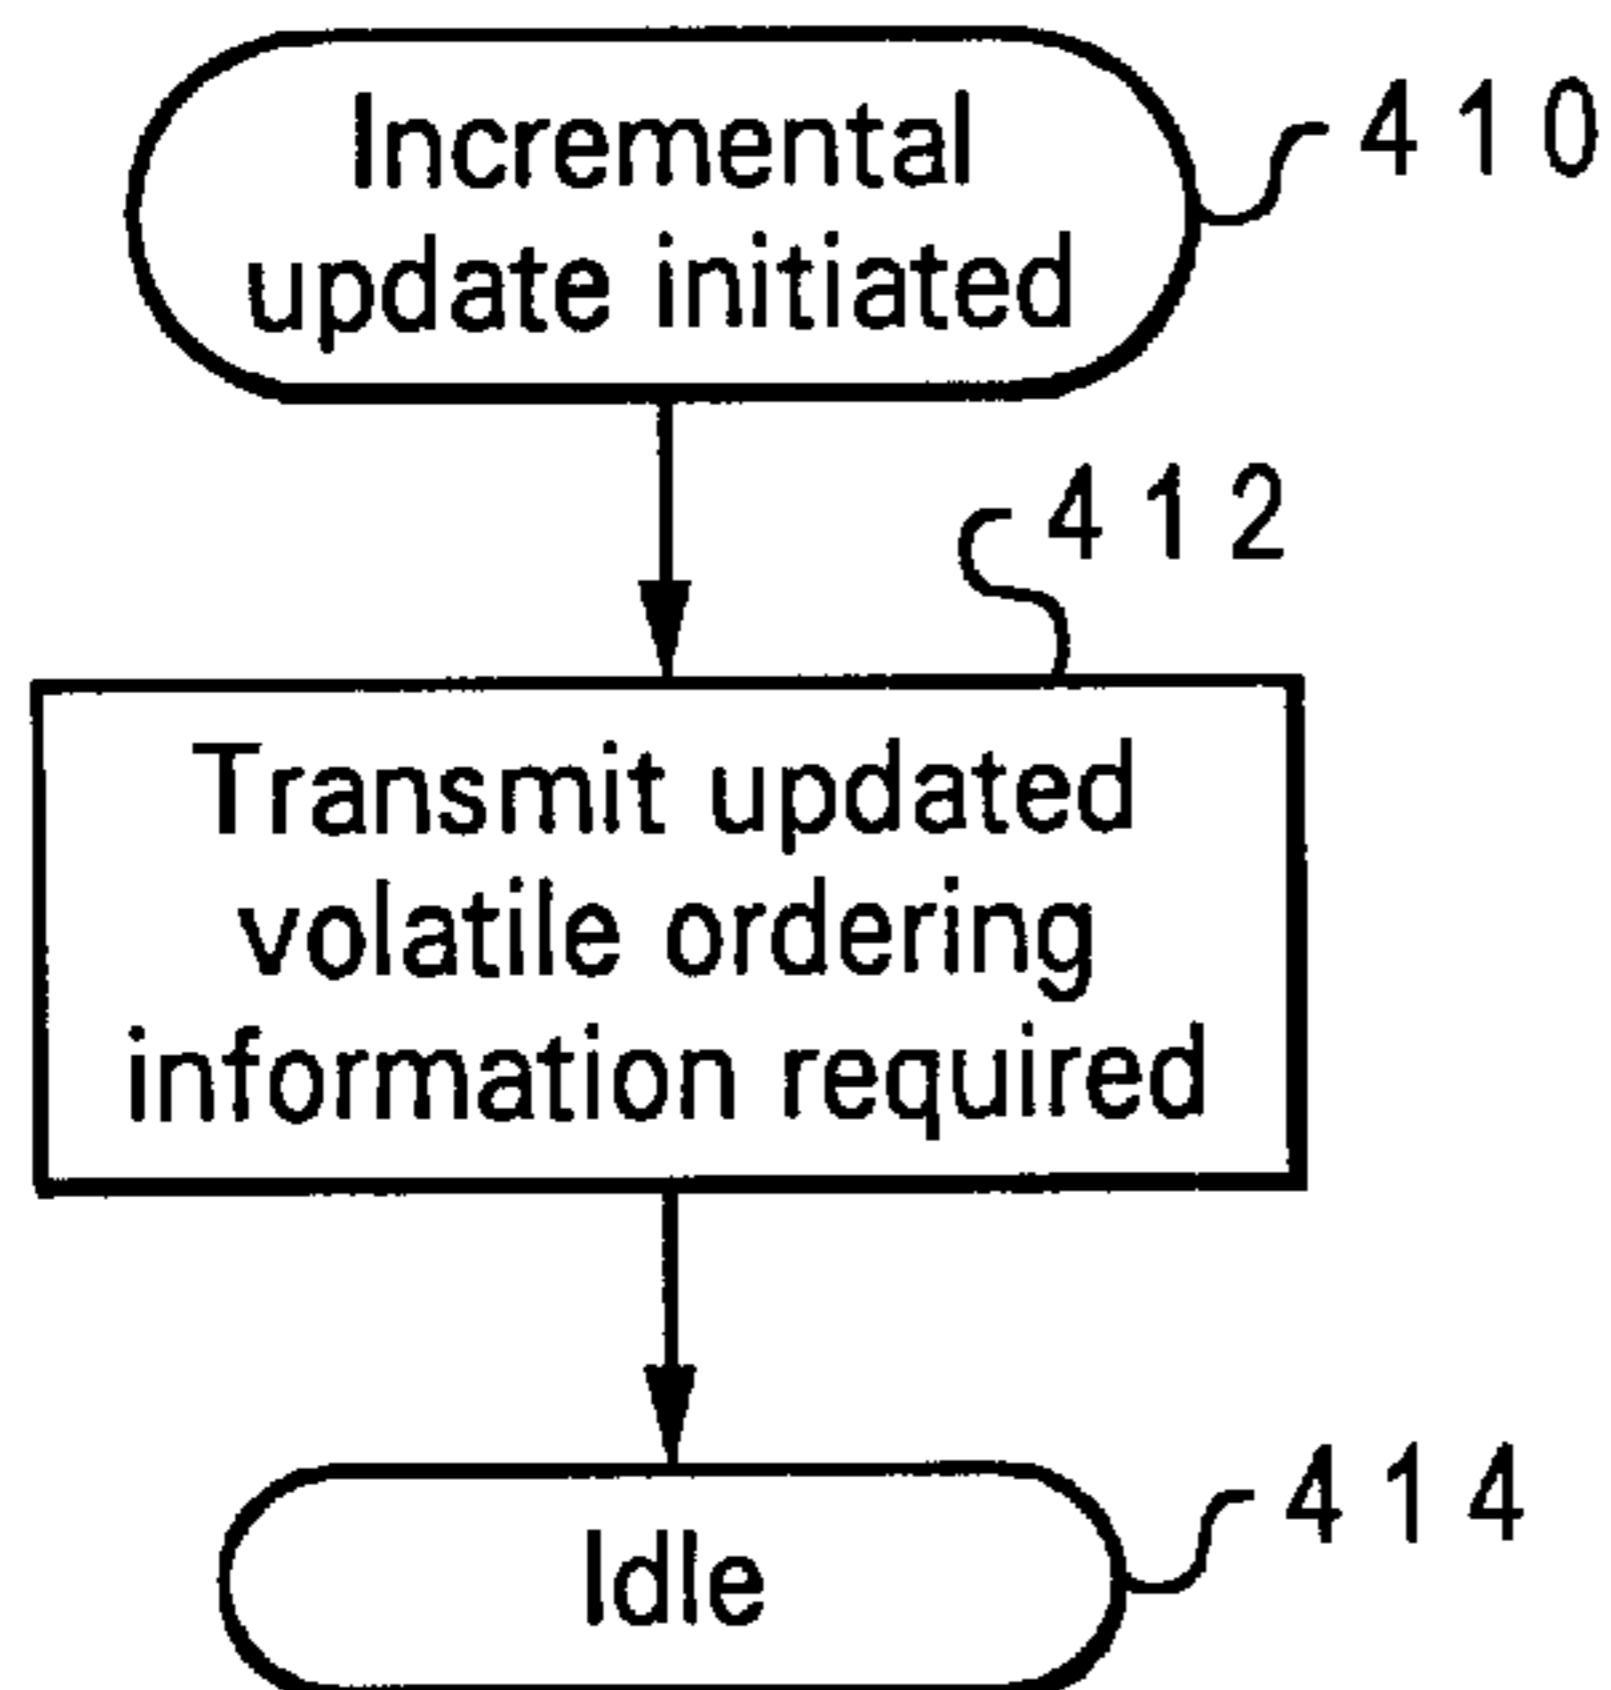 Incremental
update initiated
410
412
Transmit updated
volatile ordering
information required
Idle
414